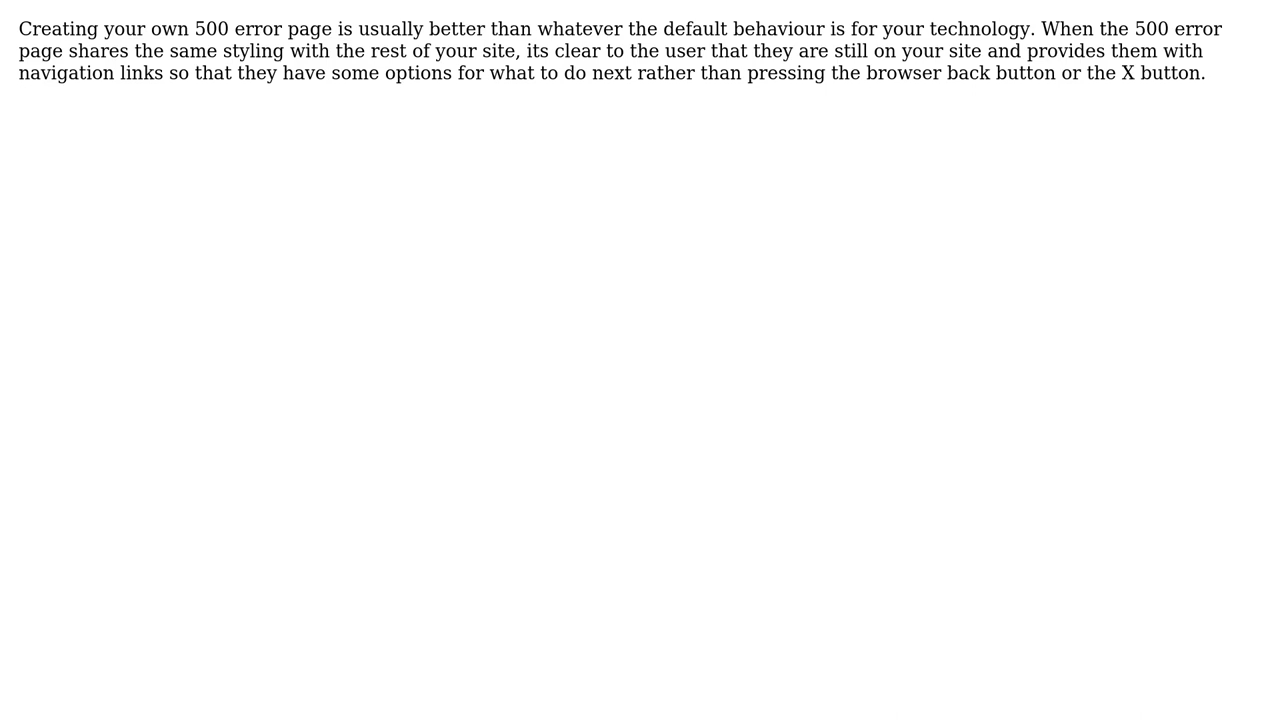 Creating your own 500 error page is usually better than whatever the default behaviour is for your technology. When the 500 error
page shares the same styling with the rest of your site, its clear to the user that they are still on your site and provides them with
navigation links so that they have some options for what to do next rather than pressing the browser back button or the X button.